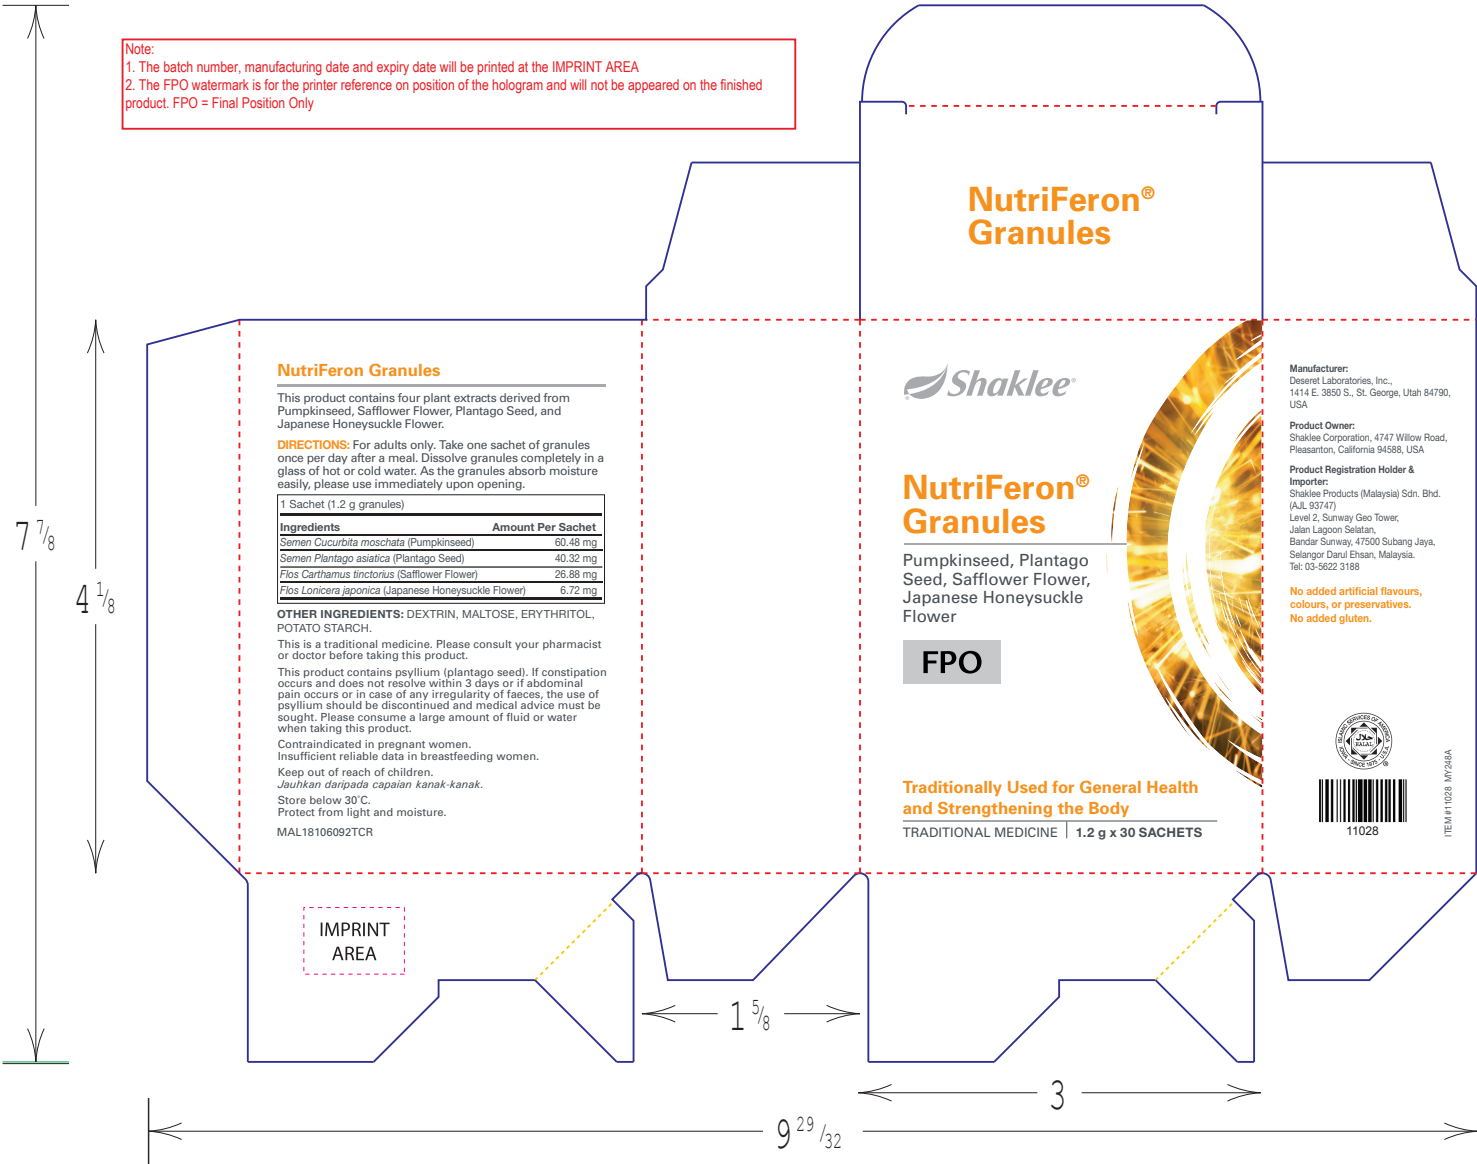 Note:
1. The batch number, manufacturing date and expiry date will be printed at the IMPRINT AREA
2. The FPO watermark is for the printer reference on position of the hologram and will not be appeared on the finished
product. FPO = Final Position Only
NutriFeron®
Granules
NutriFeron Granules
This product contains four plant extracts derived from
Pumpkinseed, Safflower Flower, Plantago Seed, and
Japanese Honeysuckle Flower.
DIRECTIONS: For adults only. Take one sachet of granules
once per day after a meal. Dissolve granules completely in a
glass of hot or cold water. As the granules absorb moisture
easily, please use immediately upon opening.
1 Sachet (1.2 g granules)
Ingredients Amount Per Sachet
Semen Cucurbita moschata (Pumpkinseed) 60.48 mg
Semen Plantago asiatica (Plantago Seed) 40.32 mg
Flos Carthamus tinctorius (Safflower Flower) 26.88 mg
Flos Lonicera japonica (Japanese Honeysuckle Flower) 6.72 mg
OTHER INGREDIENTS: DEXTRIN, MALTOSE, ERYTHRITOL,
POTATO STARCH.
This is a traditional medicine. Please consult your pharmacist
or doctor before taking this product.
This product contains psyllium (plantago seed). If constipation
occurs and does not resolve within 3 days or if abdominal
pain occurs or in case of any irregularity of faeces, the use of
psyllium should be discontinued and medical advice must be
sought. Please consume a large amount of fluid or water
when taking this product.
Contraindicated in pregnant women.
Insufficient reliable data in breastfeeding women.
Keep out of reach of children.
Jauhkan daripada capaian kanak-kanak.
Store below 30˚C.
Protect from light and moisture.
MAL18106092TCR
IMPRINT
AREA
Shaklee®
NutriFeron®
Granules
Pumpkinseed, Plantago
Seed, Safflower Flower,
Japanese Honeysuckle
Flower
FPO
Traditionally Used for General Health
and Strengthening the Body
TRADITIONAL MEDICINE | 1.2 g x 30 SACHETS
Manufacturer:
Deseret Laboratories, Inc.,
1414 E. 3850 S., St. George, Utah 84790,
USA
Product Owner:
Shaklee Corporation, 4747 Willow Road,
Pleasanton, California 94588, USA
Product Registration Holder &
Importer:
Shaklee Products (Malaysia) Sdn. Bhd.
(AJL 93747)
Level 2, Sunway Geo Tower,
Jalan Lagoon Selatan,
Bandar Sunway, 47500 Subang Jaya,
Selangor Darul Ehsan, Malaysia.
Tel: 03-5622 3188
No added artificial flavours,
colours, or preservatives.
No added gluten.
ISLAMIC SERVICES OF AMERICA
حلال
HALAL
IOWA - SINCE 1975 - U.S.A. ®
11028
ITEM #11028 MY248A
7 7/8
4 1/8
1 5/8
3
9 29/32